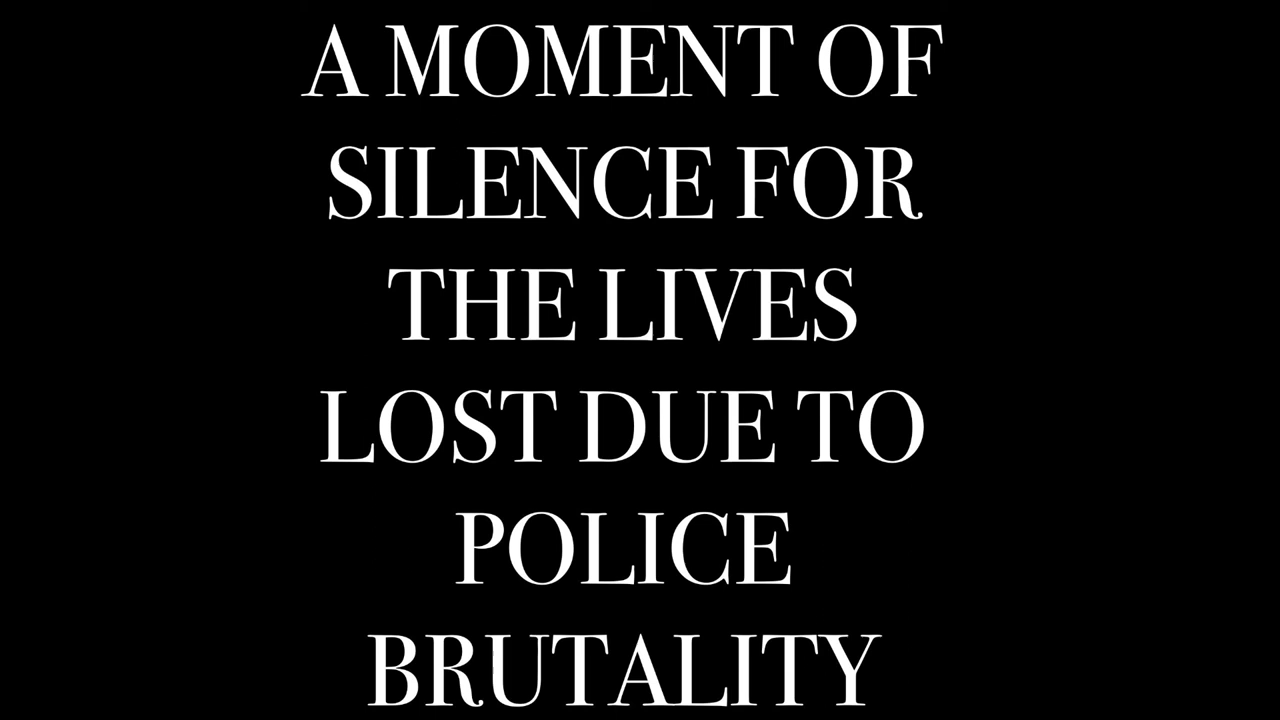 A MOMENT OF
SILENCE FOR
THE LIVES
LOST DUE TO
POLICE
BRUTALITY